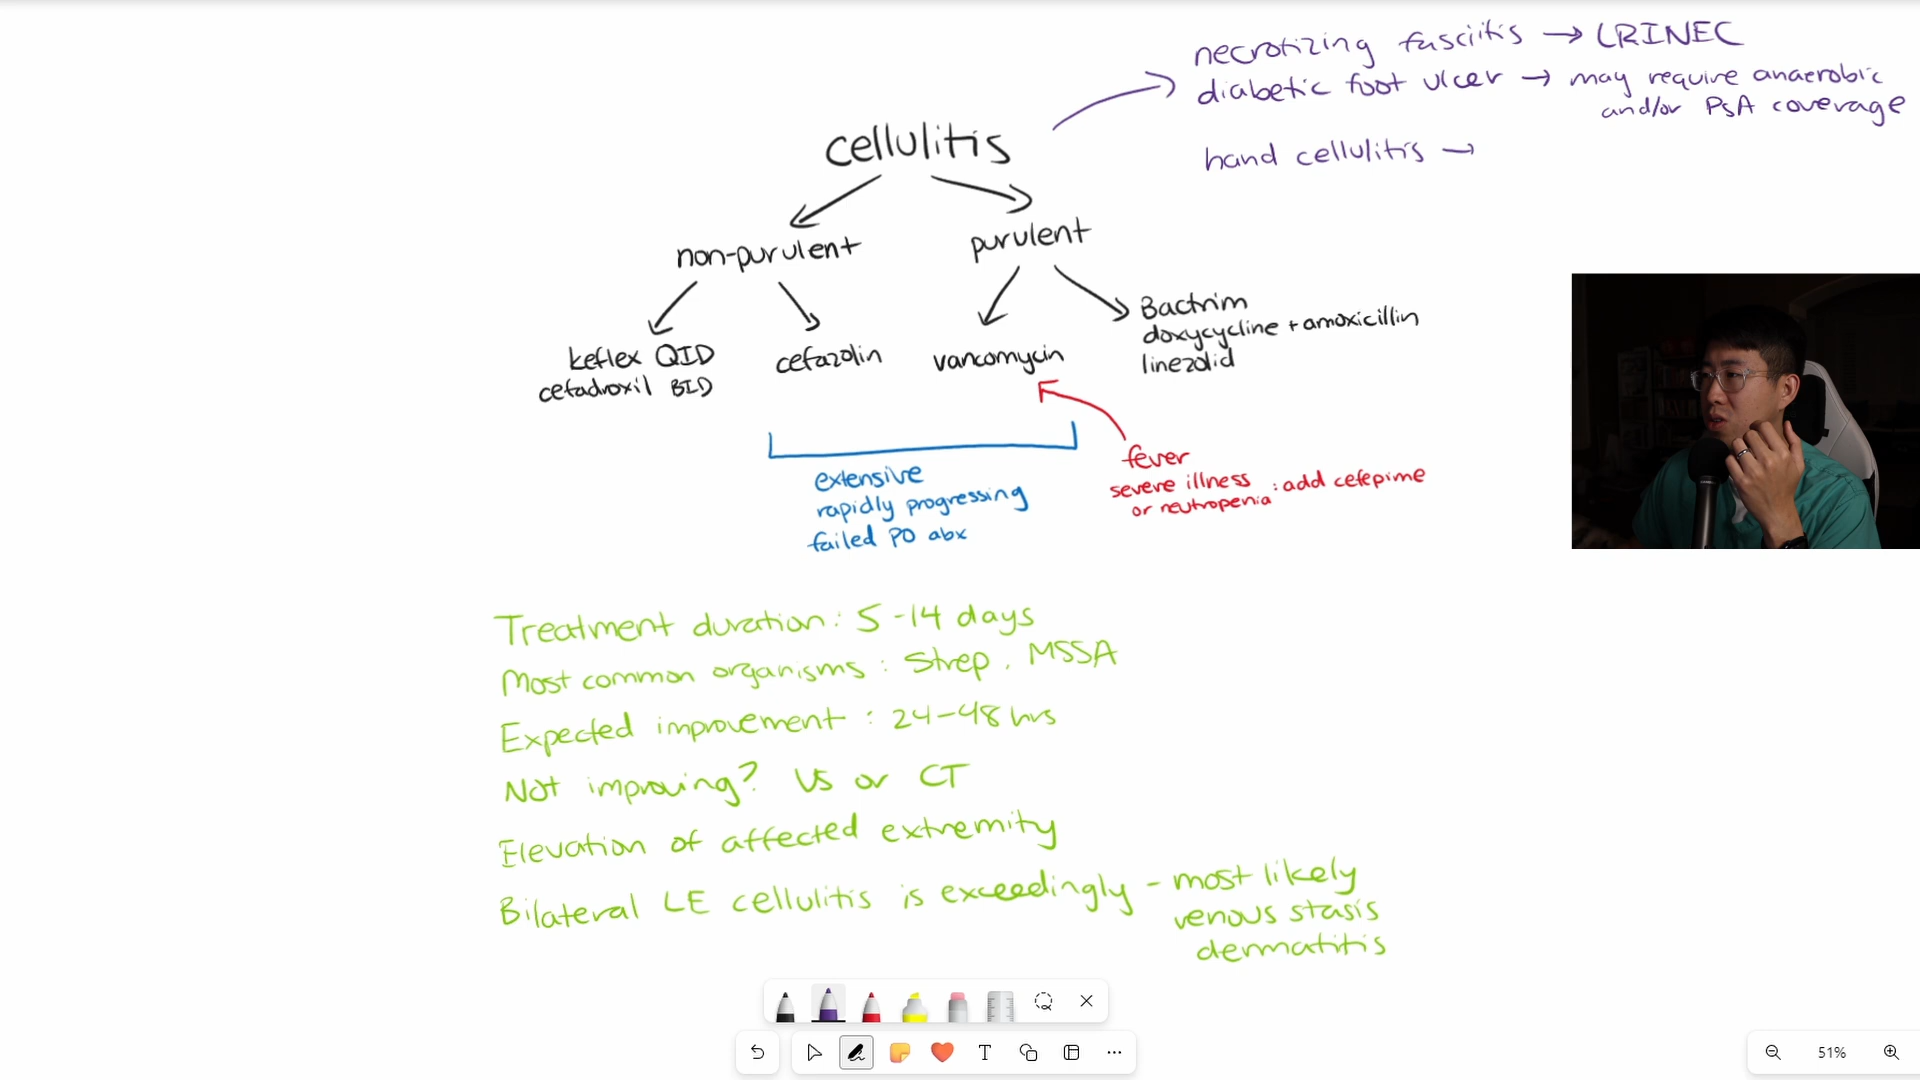 necrotizing fasciitis → LRINEC
diabetic foot ulcer → may require anaerobic
and/or PsA coverage
hand cellulitis →
cellulitis
non-purulent
purulent
keflex QID
cefadroxil BID
cefazolin
vancomycin
Bactrim
doxycycline + amoxicillin
linezolid
extensive
rapidly progressing
failed PO abx
fever
severe illness : add cefepime
or neutropenia
Treatment duration: 5-14 days
Most common organisms: Strep, MSSA
Expected improvement: 24-48 hrs
Not improving? US or CT
Elevation of affected extremity
Bilateral LE cellulitis is exceedingly - most likely
venous stasis
dermatitis
T
51%